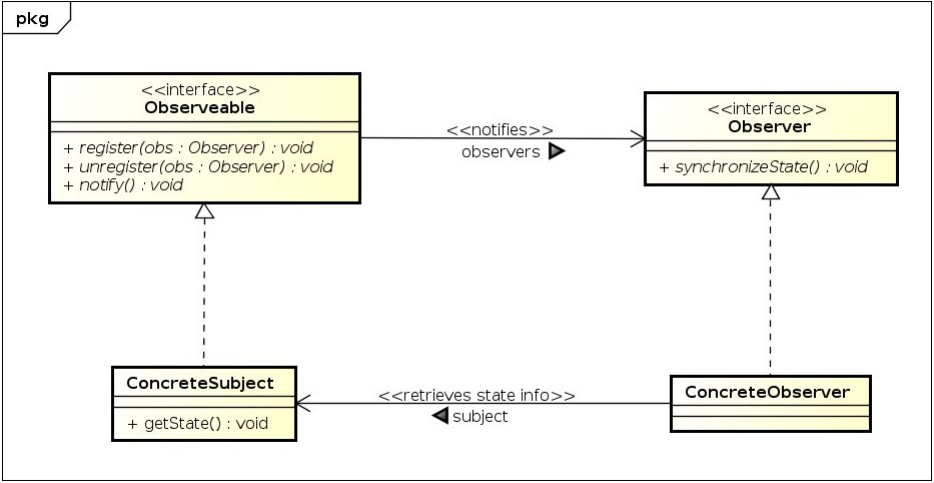 pkg
<<interface>>
Observeable
+ register(obs : Observer) : void
+ unregister(obs : Observer) : void
+ notify() : void
<<notifies>>
observers
<<interface>>
Observer
+ synchronizeState() : void
ConcreteSubject
+ getState() : void
<<retrieves state info>>
subject
ConcreteObserver